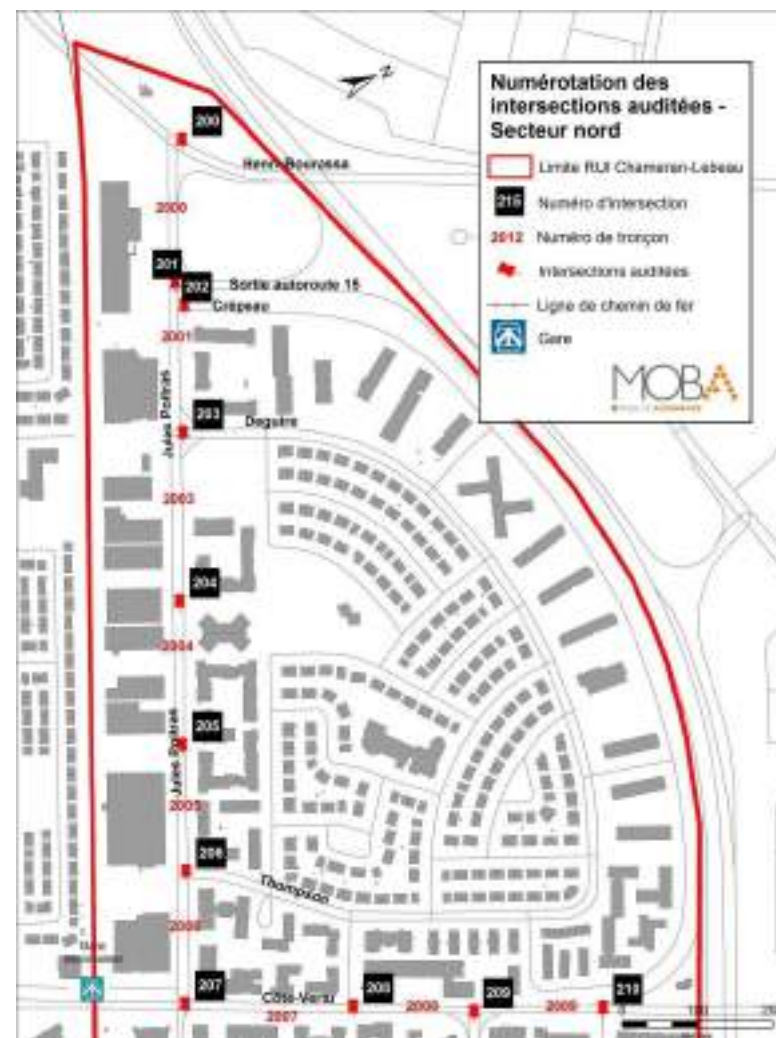 Numérotation des
intersections auditées -
Secteur nord
Limite RUI Chameran-Lebeau
215 Numéro d'intersection
2012 Numéro de tronçon
Intersections auditées
Ligne de chemin de fer
Gare
MOBA
N
200
Henri-Bourassa
2000
201
202
Sortie autoroute 15
Crépeau
2001
203
Deguire
Jules Poitras
2003
204
2004
205
Jules Poitras
2005
206
Thompson
2006
Gare
207
Côte-Vertu
208
209
210
2007
2008
2009
0